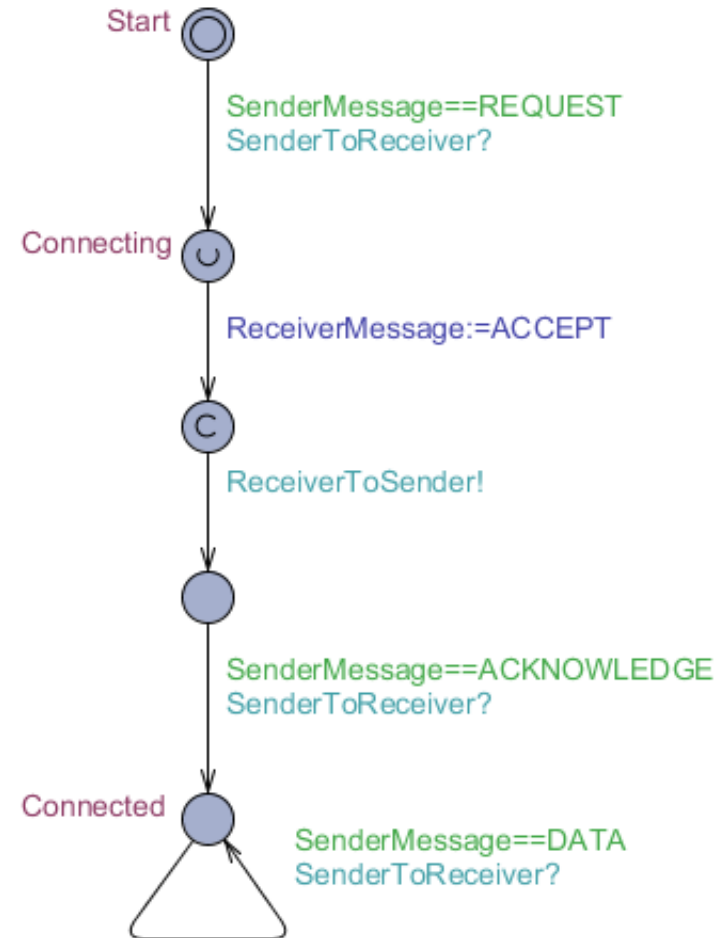 Start
SenderMessage==REQUEST
SenderToReceiver?
Connecting
ReceiverMessage:=ACCEPT
C
ReceiverToSender!
SenderMessage==ACKNOWLEDGE
SenderToReceiver?
Connected
SenderMessage==DATA
SenderToReceiver?